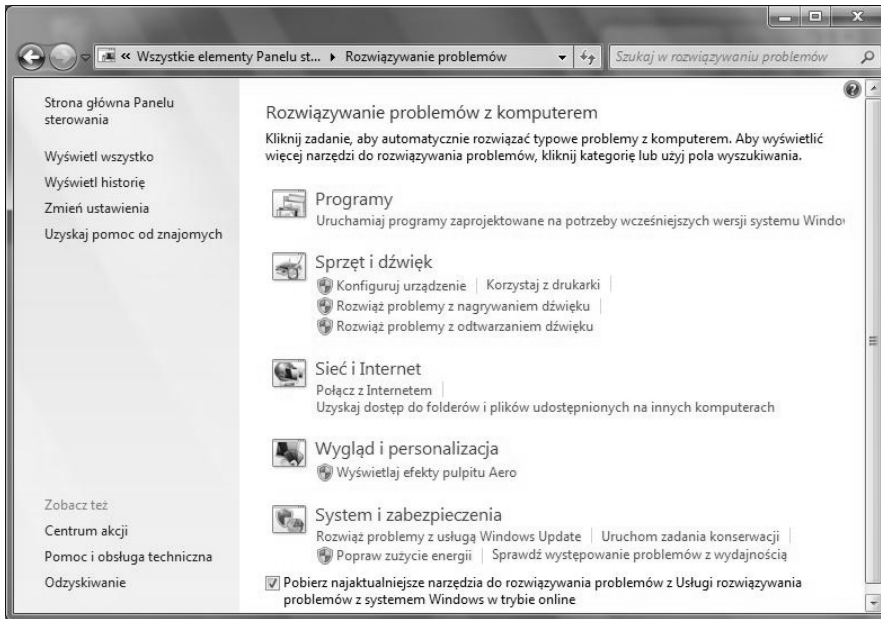 « Wszystkie elementy Panelu st... ▸ Rozwiązywanie problemów
Szukaj w rozwiązywaniu problemów
Strona główna Panelu
sterowania
Wyświetl wszystko
Wyświetl historię
Zmień ustawienia
Uzyskaj pomoc od znajomych
Zobacz też
Centrum akcji
Pomoc i obsługa techniczna
Odzyskiwanie
Rozwiązywanie problemów z komputerem
Kliknij zadanie, aby automatycznie rozwiązać typowe problemy z komputerem. Aby wyświetlić
więcej narzędzi do rozwiązywania problemów, kliknij kategorię lub użyj pola wyszukiwania.
Programy
Uruchamiaj programy zaprojektowane na potrzeby wcześniejszych wersji systemu Windo
Sprzęt i dźwięk
Konfiguruj urządzenie | Korzystaj z drukarki |
Rozwiąż problemy z nagrywaniem dźwięku |
Rozwiąż problemy z odtwarzaniem dźwięku
Sieć i Internet
Połącz z Internetem |
Uzyskaj dostęp do folderów i plików udostępnionych na innych komputerach
Wygląd i personalizacja
Wyświetlaj efekty pulpitu Aero
System i zabezpieczenia
Rozwiąż problemy z usługą Windows Update | Uruchom zadania konserwacji |
Popraw zużycie energii | Sprawdź występowanie problemów z wydajnością
Pobierz najaktualniejsze narzędzia do rozwiązywania problemów z Usługi rozwiązywania
problemów z systemem Windows w trybie online